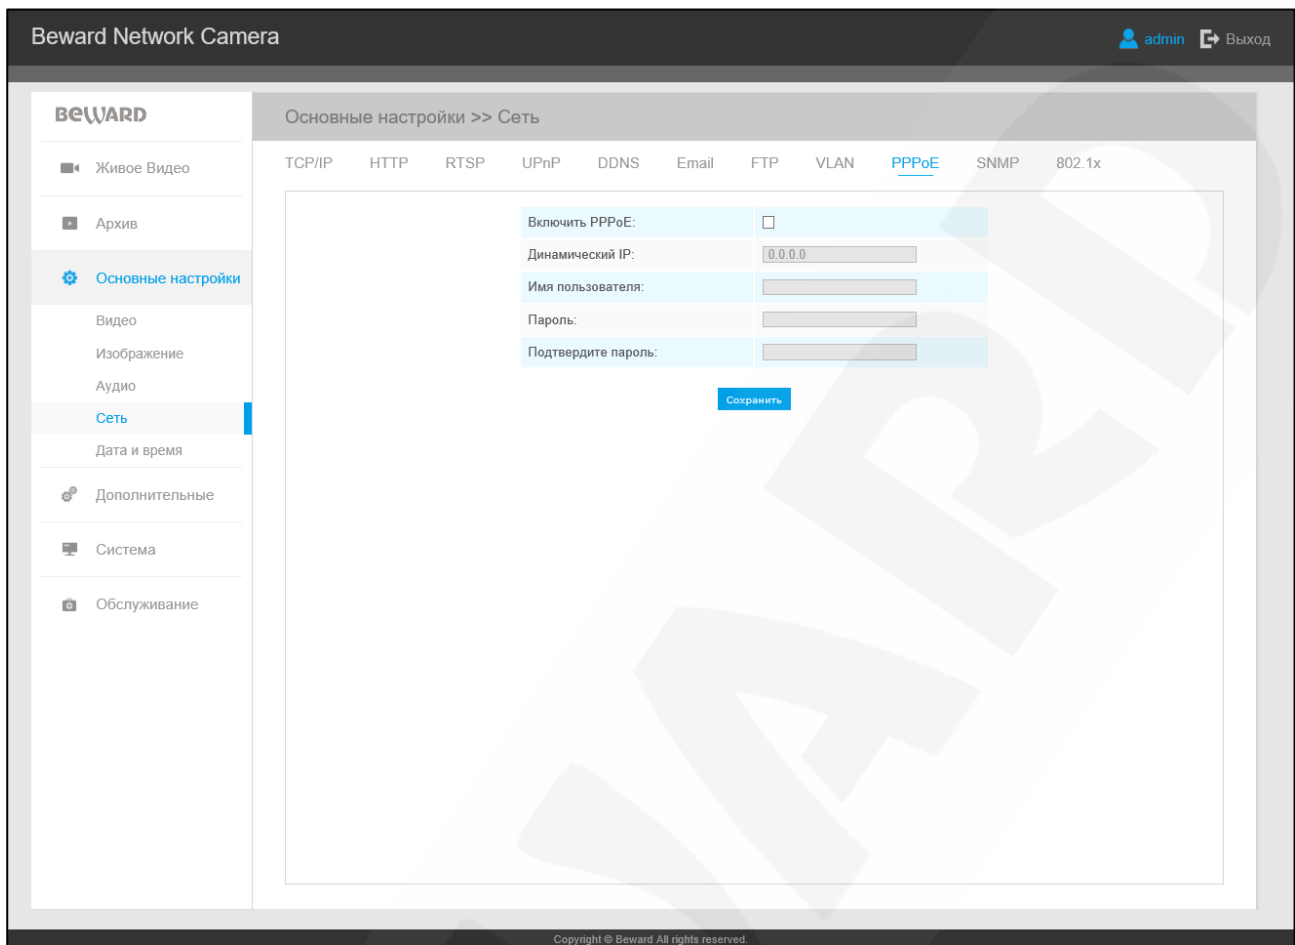 Beward Network Camera
admin Выход
BEWARD
Основные настройки >> Сеть
Живое Видео
Архив
Основные настройки
Видео
Изображение
Аудио
Сеть
Дата и время
Дополнительные
Система
Обслуживание
TCP/IP HTTP RTSP UPnP DDNS Email FTP VLAN PPPoE SNMP 802.1x
Включить PPPoE:
Динамический IP: 0.0.0.0
Имя пользователя:
Пароль:
Подтвердите пароль:
Сохранить
Copyright © Beward All rights reserved.
WARD